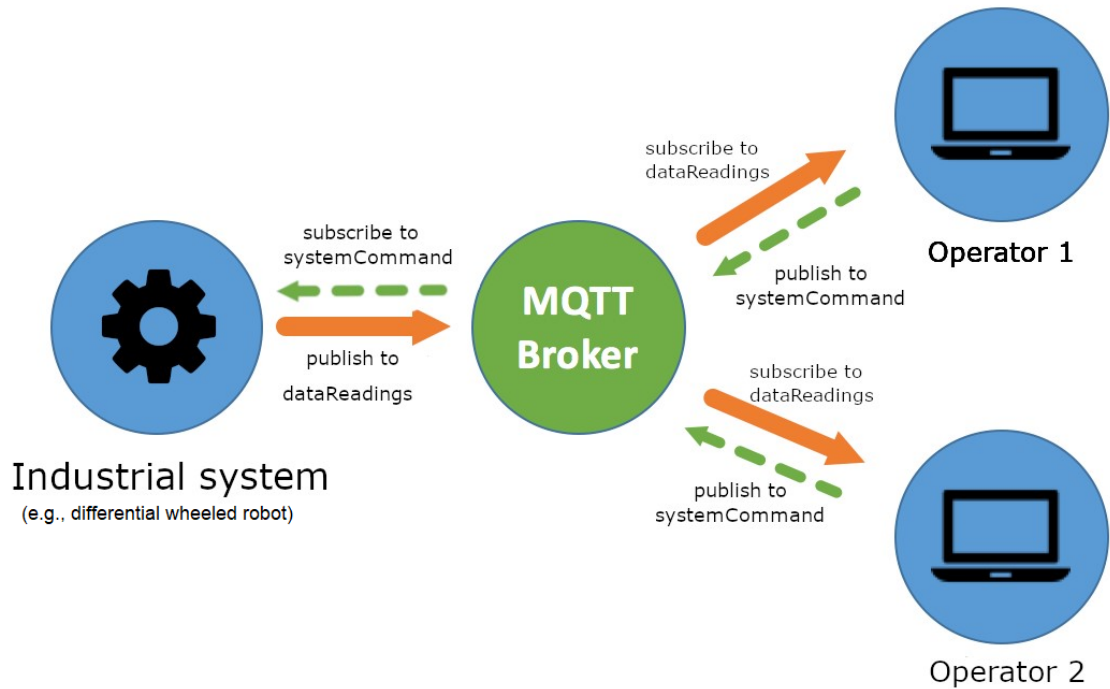 subscribe to
systemCommand
publish to
dataReadings
Industrial system
(e.g., differential wheeled robot)
MQTT
Broker
subscribe to
dataReadings
publish to
systemCommand
Operator 1
subscribe to
dataReadings
publish to
systemCommand
Operator 2